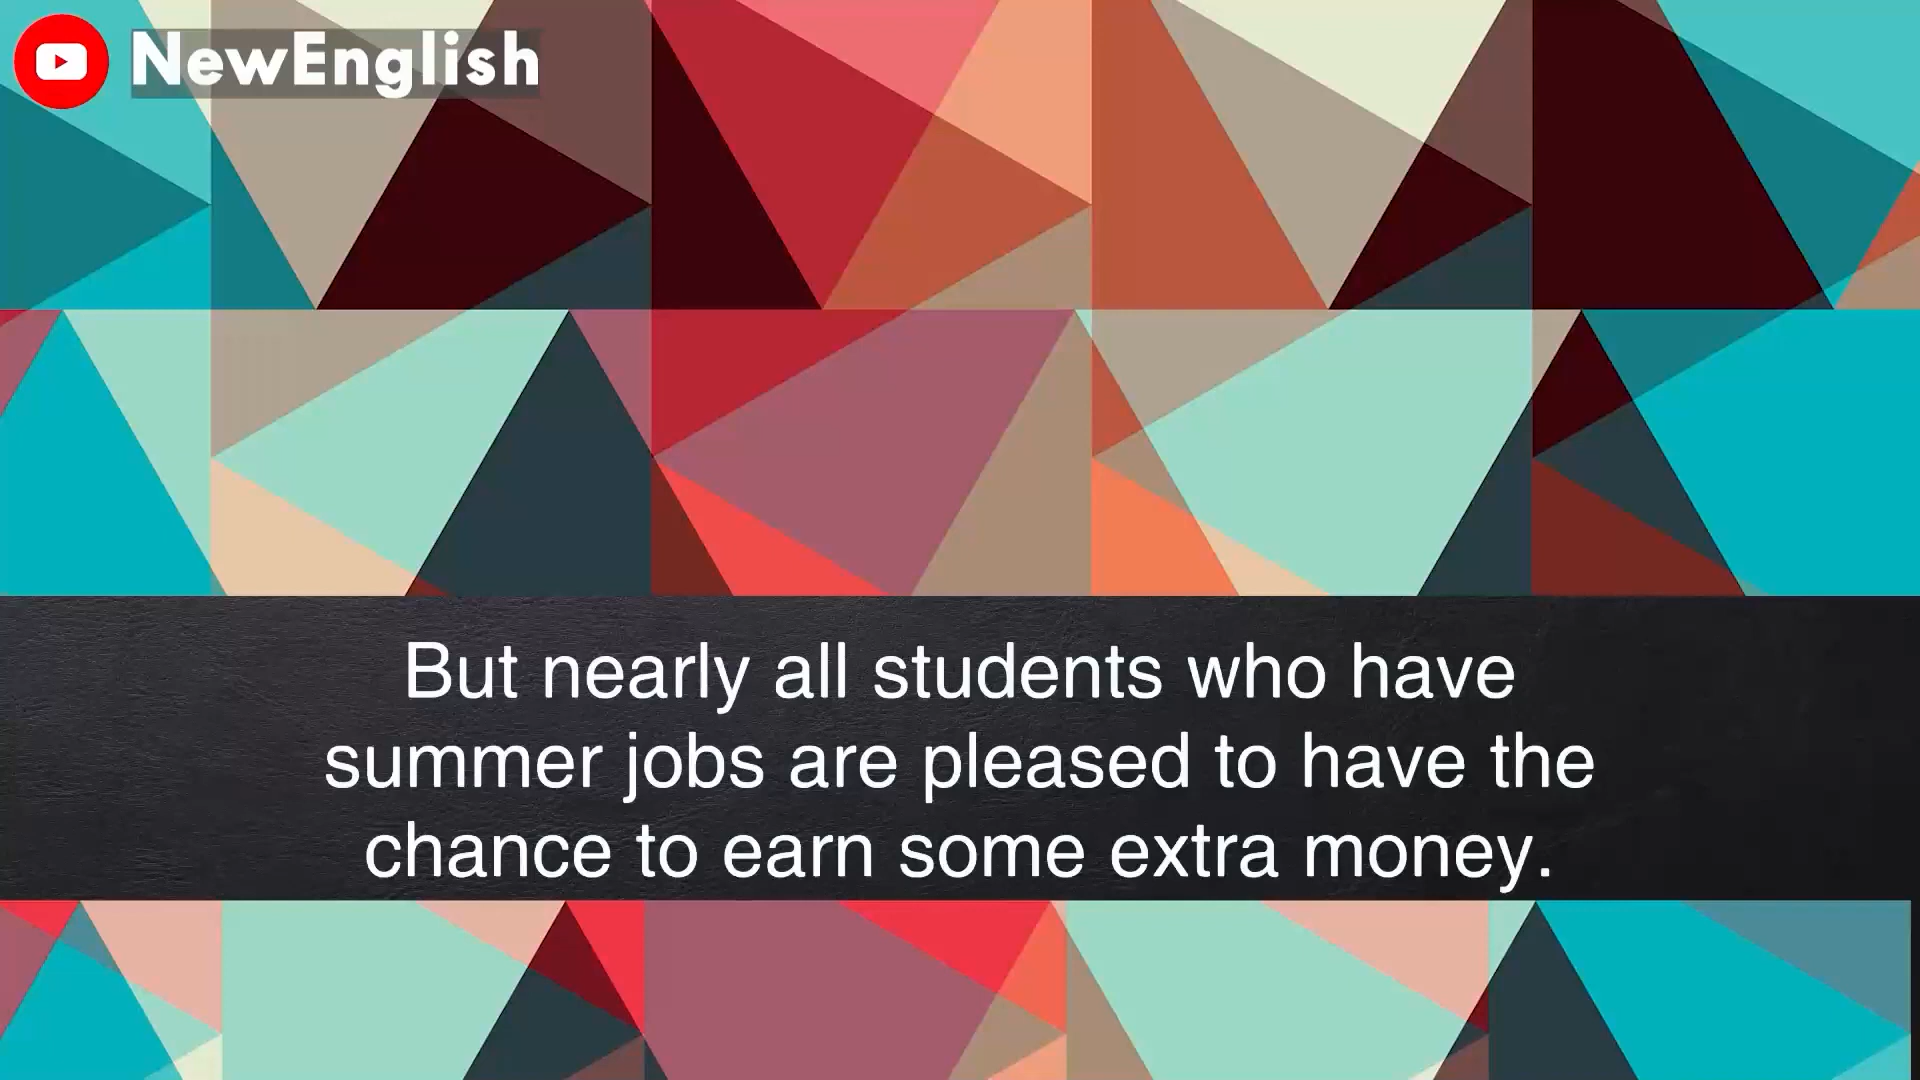 NewEnglish
But nearly all students who have
summer jobs are pleased to have the
chance to earn some extra money.